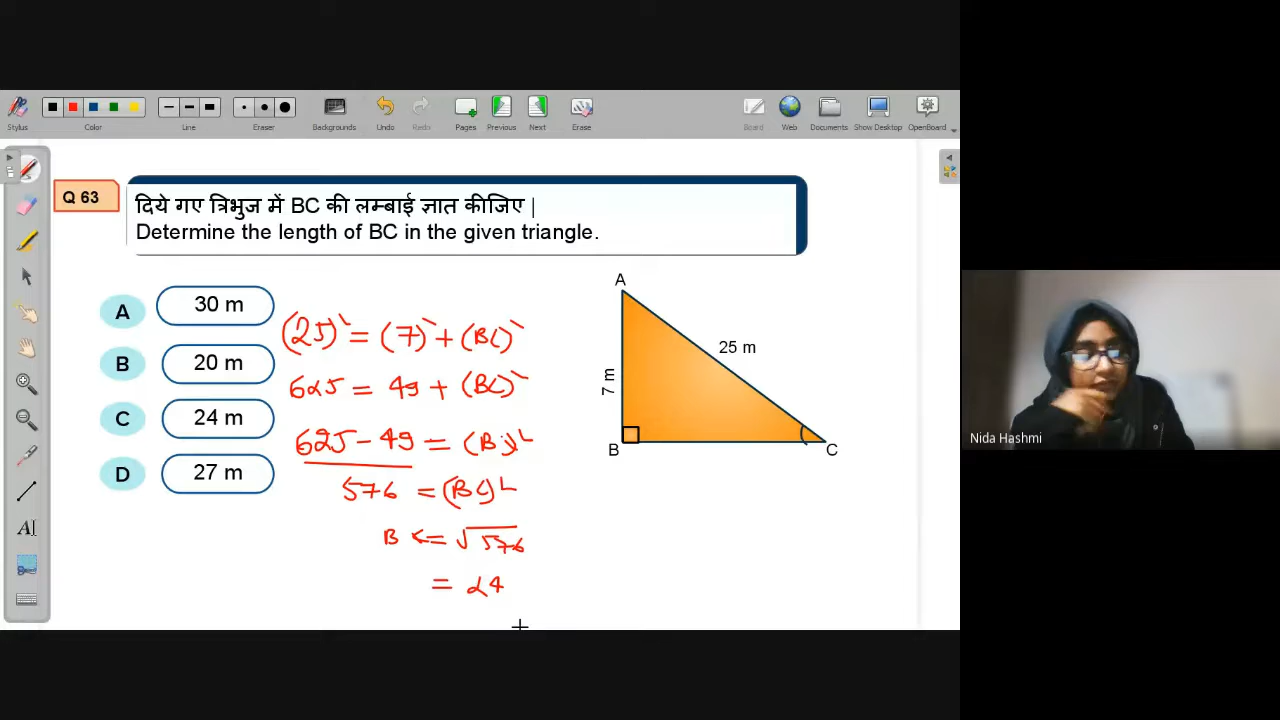 Stylus
Color
Line
Eraser
Backgrounds
Undo
Redo
Pages
Previous
Next
Erase
Board
Web
Documents
Show Desktop
OpenBoard
Q 63
दिये गए त्रिभुज में BC की लम्बाई ज्ञात कीजिए |
Determine the length of BC in the given triangle.
A 30 m
B 20 m
C 24 m
D 27 m
(25)² = (7)² + (BC)²
625 = 49 + (BC)²
625 - 49 = (BC)²
576 = (BC)²
BC = √576
= 24
A
25 m
7 m
B
C
Nida Hashmi